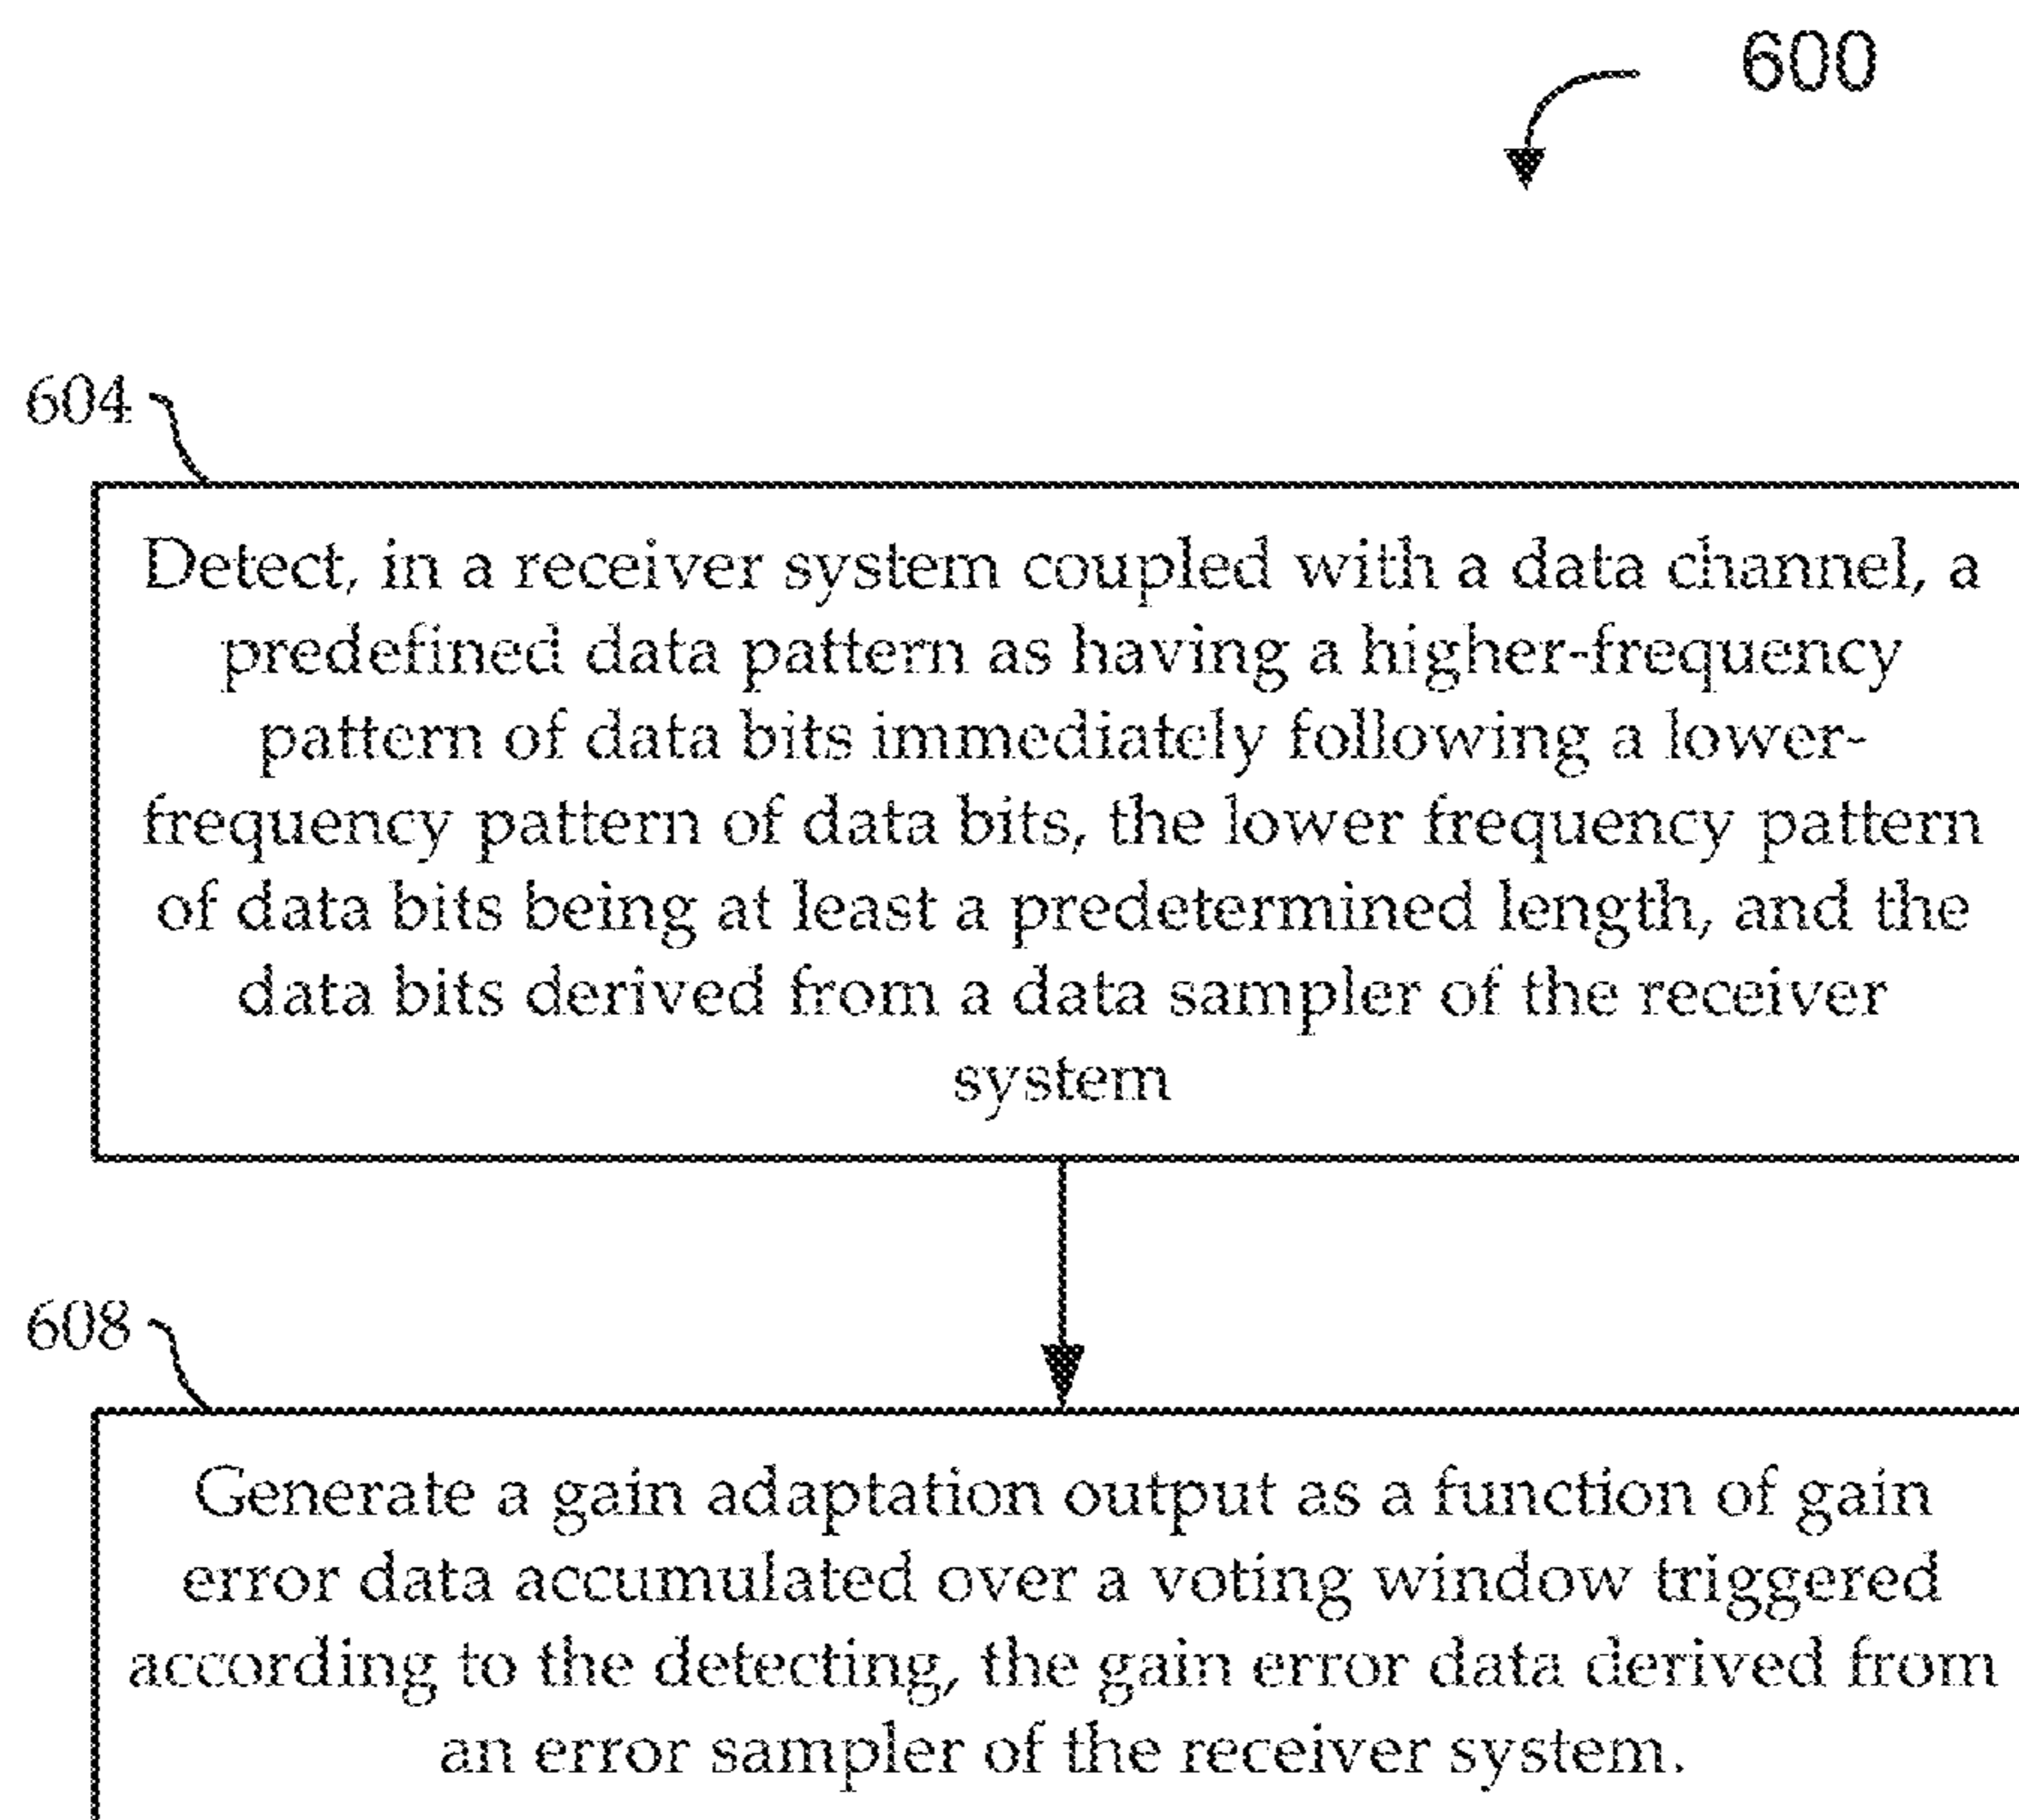 600
604
Detect, in a receiver system coupled with a data channel, a
predefined data pattern as having a higher-frequency
pattern of data bits immediately following a lower-
frequency pattern of data bits, the lower frequency pattern
of data bits being at least a predetermined length, and the
data bits derived from a data sampler of the receiver
system
608
Generate a gain adaptation output as a function of gain
error data accumulated over a voting window triggered
according to the detecting, the gain error data derived from
an error sampler of the receiver system.